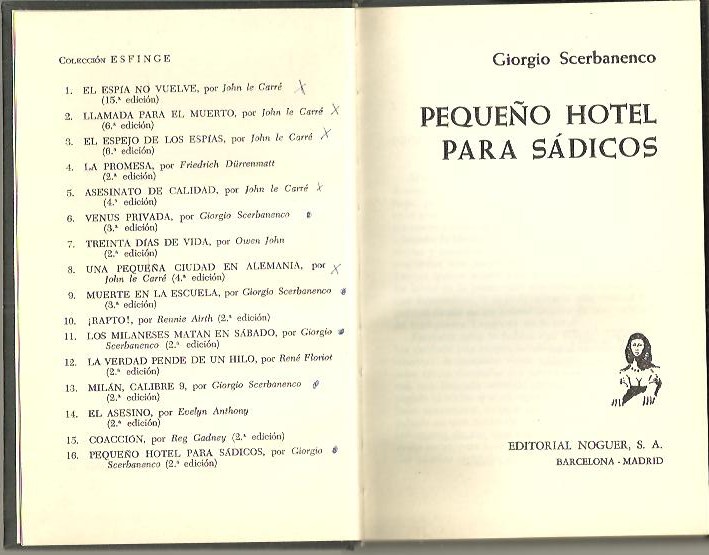 COLECCIÓN ESFINGE
1. EL ESPÍA NO VUELVE, por John le Carré
(15.ª edición)
2. LLAMADA PARA EL MUERTO, por John le Carré
(6.ª edición)
3. EL ESPEJO DE LOS ESPÍAS, por John le Carré
(6.ª edición)
4. LA PROMESA, por Friedrich Dürrenmatt
(2.ª edición)
5. ASESINATO DE CALIDAD, por John le Carré
(4.ª edición)
6. VENUS PRIVADA, por Giorgio Scerbanenco
(3.ª edición)
7. TREINTA DÍAS DE VIDA, por Owen John
(2.ª edición)
8. UNA PEQUEÑA CIUDAD EN ALEMANIA, por
John le Carré (4.ª edición)
9. MUERTE EN LA ESCUELA, por Giorgio Scerbanenco
(3.ª edición)
10. ¡RAPTO!, por Rennie Airth (2.ª edición)
11. LOS MILANESES MATAN EN SÁBADO, por Giorgio
Scerbanenco (2.ª edición)
12. LA VERDAD PENDE DE UN HILO, por René Floriot
(2.ª edición)
13. MILÁN, CALIBRE 9, por Giorgio Scerbanenco
(2.ª edición)
14. EL ASESINO, por Evelyn Anthony
(2.ª edición)
15. COACCIÓN, por Reg Gadney (2.ª edición)
16. PEQUEÑO HOTEL PARA SÁDICOS, por Giorgio
Scerbanenco (2.ª edición)
Giorgio Scerbanenco
PEQUEÑO HOTEL
PARA SÁDICOS
EDITORIAL NOGUER, S. A.
BARCELONA - MADRID